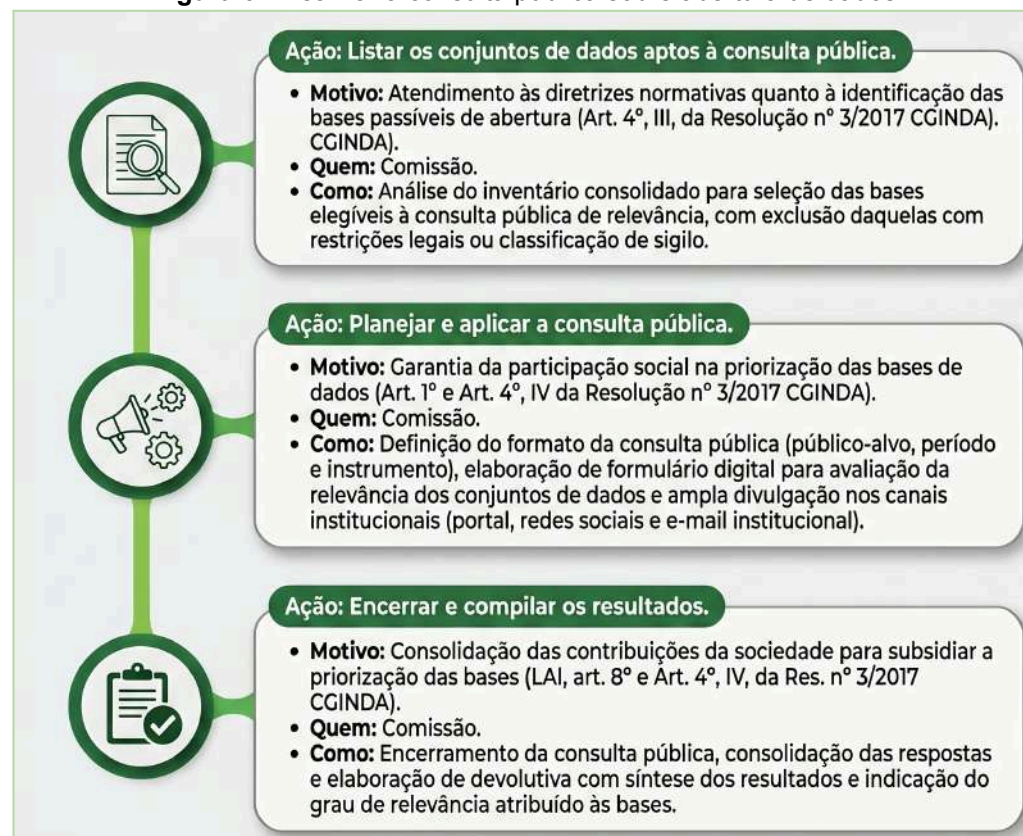 Ação: Listar os conjuntos de dados aptos à consulta pública.
• Motivo: Atendimento às diretrizes normativas quanto à identificação das
bases passíveis de abertura (Art. 4º, III, da Resolução nº 3/2017 CGINDA).
CGINDA).
• Quem: Comissão.
• Como: Análise do inventário consolidado para seleção das bases
elegíveis à consulta pública de relevância, com exclusão daquelas com
restrições legais ou classificação de sigilo.
Ação: Planejar e aplicar a consulta pública.
• Motivo: Garantia da participação social na priorização das bases de
dados (Art. 1º e Art. 4º, IV da Resolução nº 3/2017 CGINDA).
• Quem: Comissão.
• Como: Definição do formato da consulta pública (público-alvo, período
e instrumento), elaboração de formulário digital para avaliação da
relevância dos conjuntos de dados e ampla divulgação nos canais
institucionais (portal, redes sociais e e-mail institucional).
Ação: Encerrar e compilar os resultados.
• Motivo: Consolidação das contribuições da sociedade para subsidiar a
priorização das bases (LAI, art. 8º e Art. 4º, IV, da Res. nº 3/2017
CGINDA).
• Quem: Comissão.
• Como: Encerramento da consulta pública, consolidação das respostas
e elaboração de devolutiva com síntese dos resultados e indicação do
grau de relevância atribuído às bases.